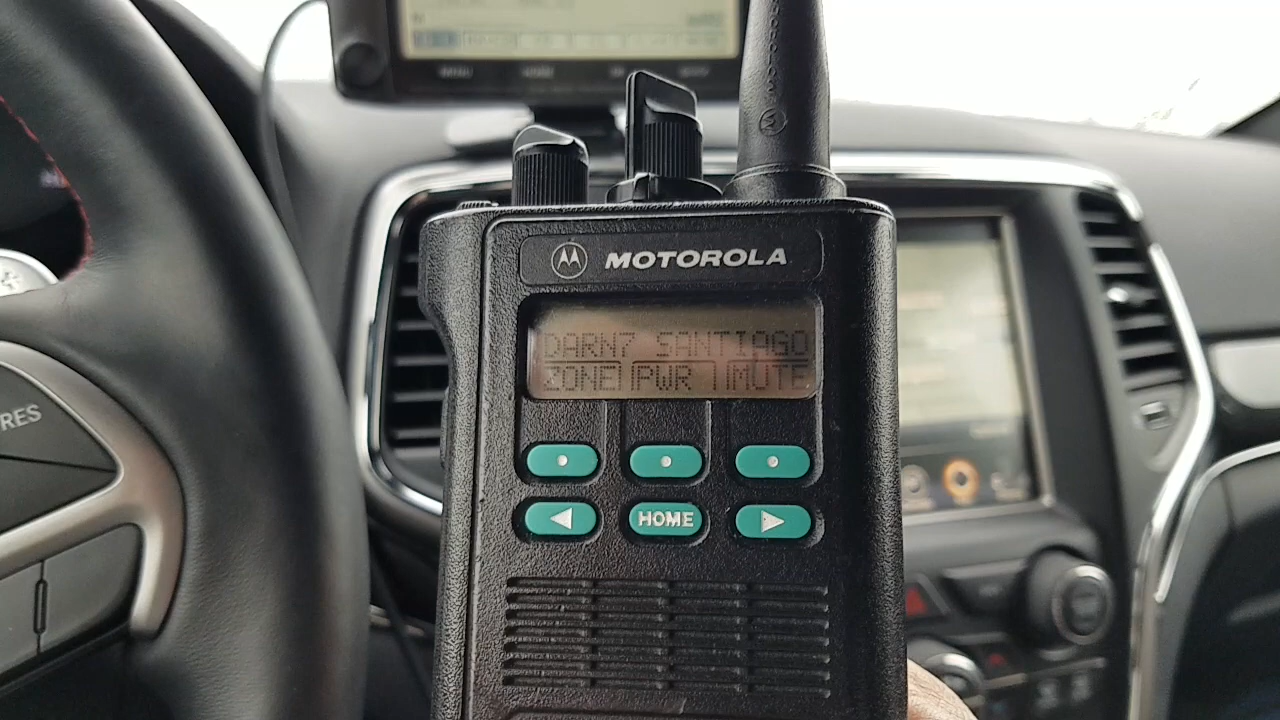 MOTOROLA
DARN7 SANTIAGO
ZONE PWR MUTE
HOME
RES